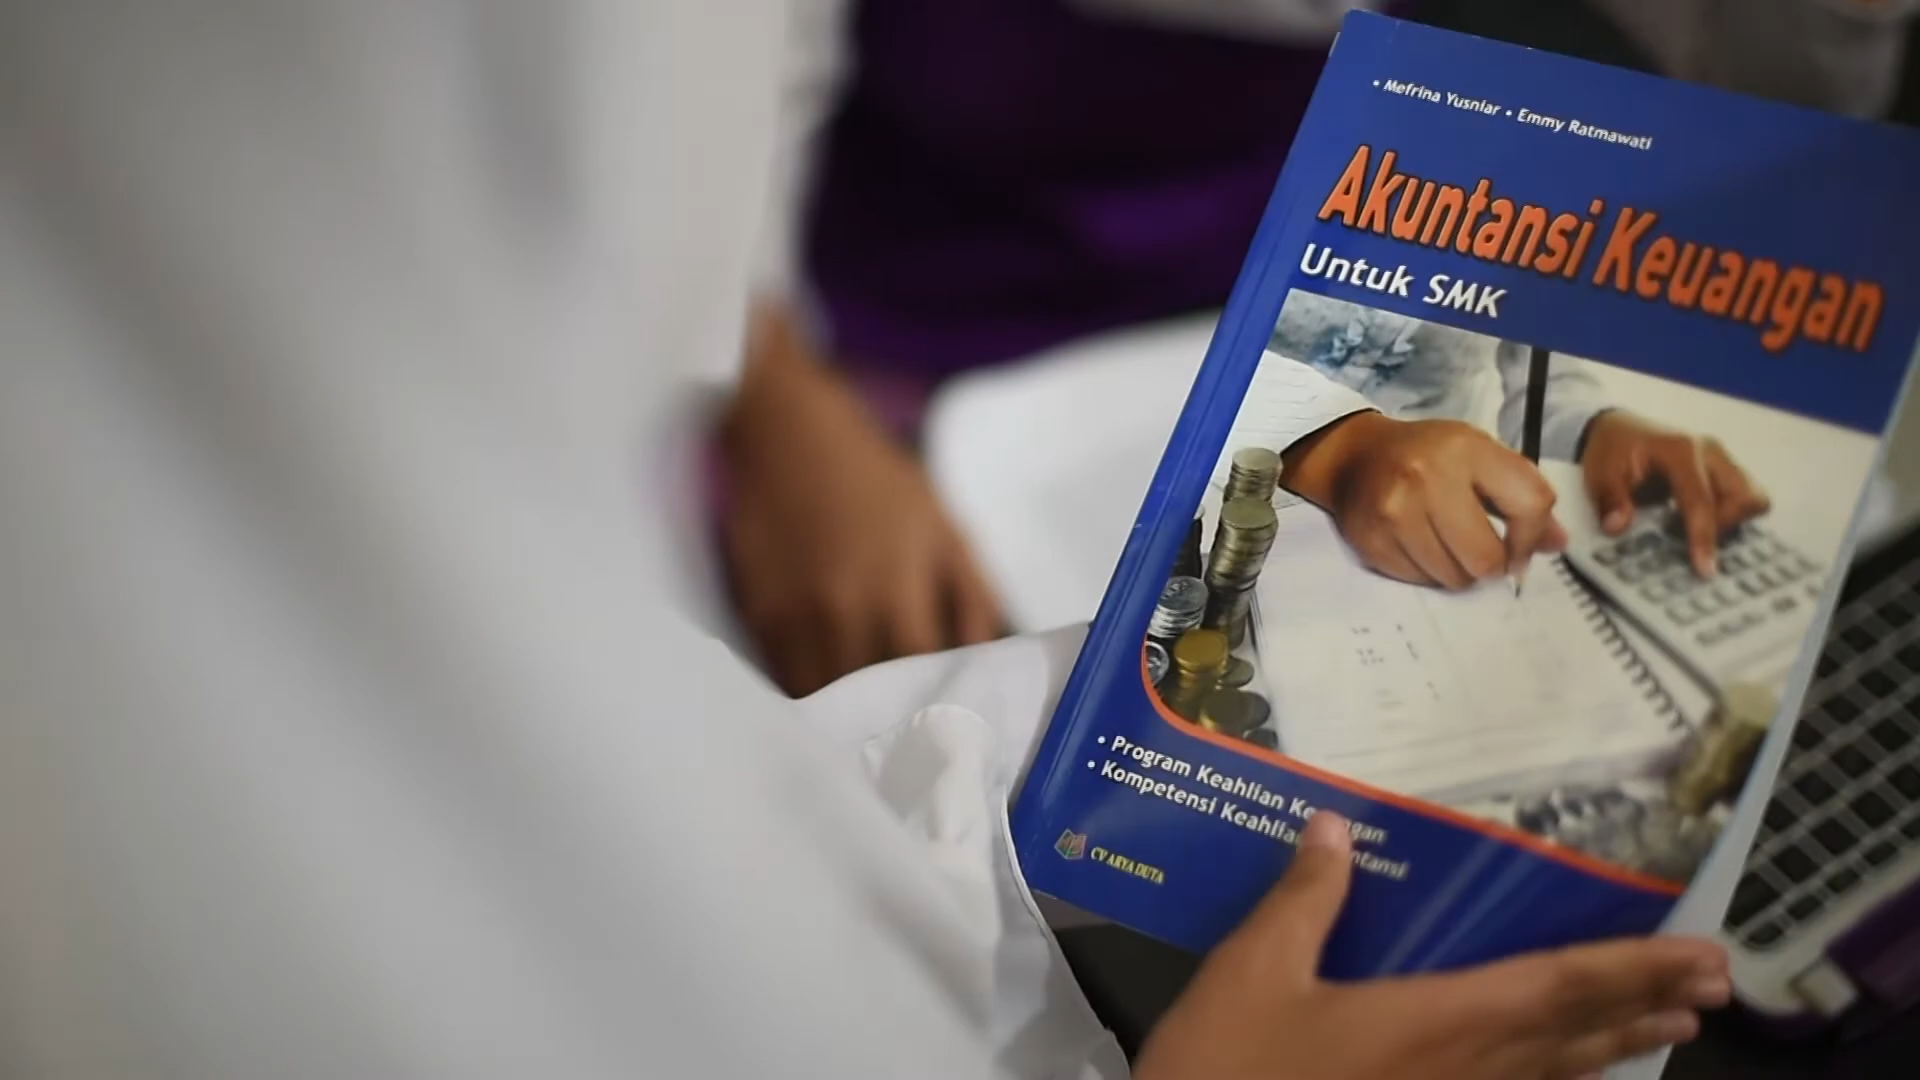 • Mefrina Yusniar • Emmy Ratmawati
Akuntansi Keuangan
Untuk SMK
• Program Keahlian
• Kompetensi Keahlian
CV ARYA DUTA